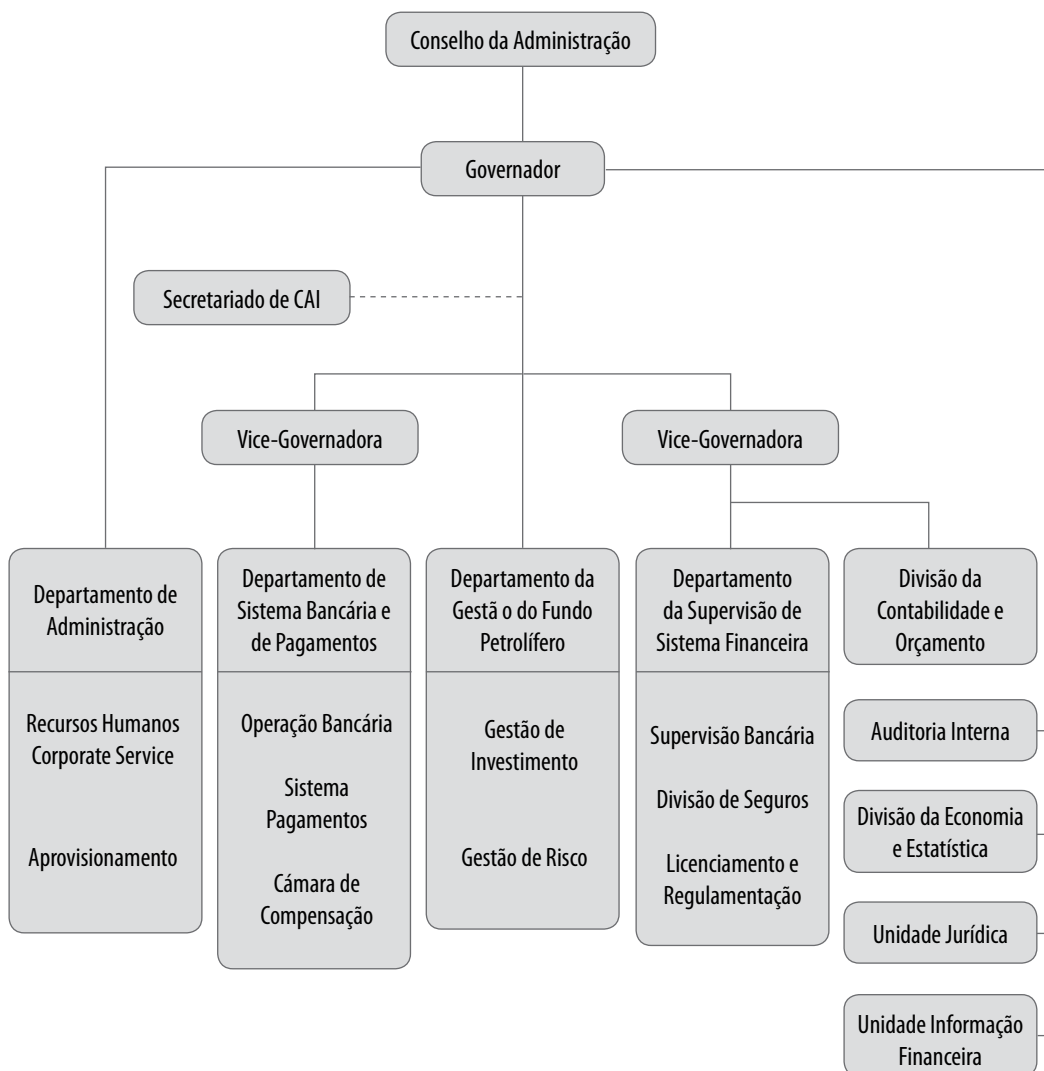 Conselho da Administração
Governador
Secretariado de CAI
Vice-Governadora
Vice-Governadora
Departamento de
Administração
Recursos Humanos
Corporate Service
Aprovisionamento
Departamento de
Sistema Bancária e
de Pagamentos
Operação Bancária
Sistema
Pagamentos
Cámara de
Compensação
Departamento da
Gestã o do Fundo
Petrolífero
Gestão de
Investimento
Gestão de Risco
Departamento
da Supervisão de
Sistema Financeira
Supervisão Bancária
Divisão de Seguros
Licenciamento e
Regulamentação
Divisão da
Contabilidade e
Orçamento
Auditoria Interna
Divisão da Economia
e Estatística
Unidade Jurídica
Unidade Informação
Financeira